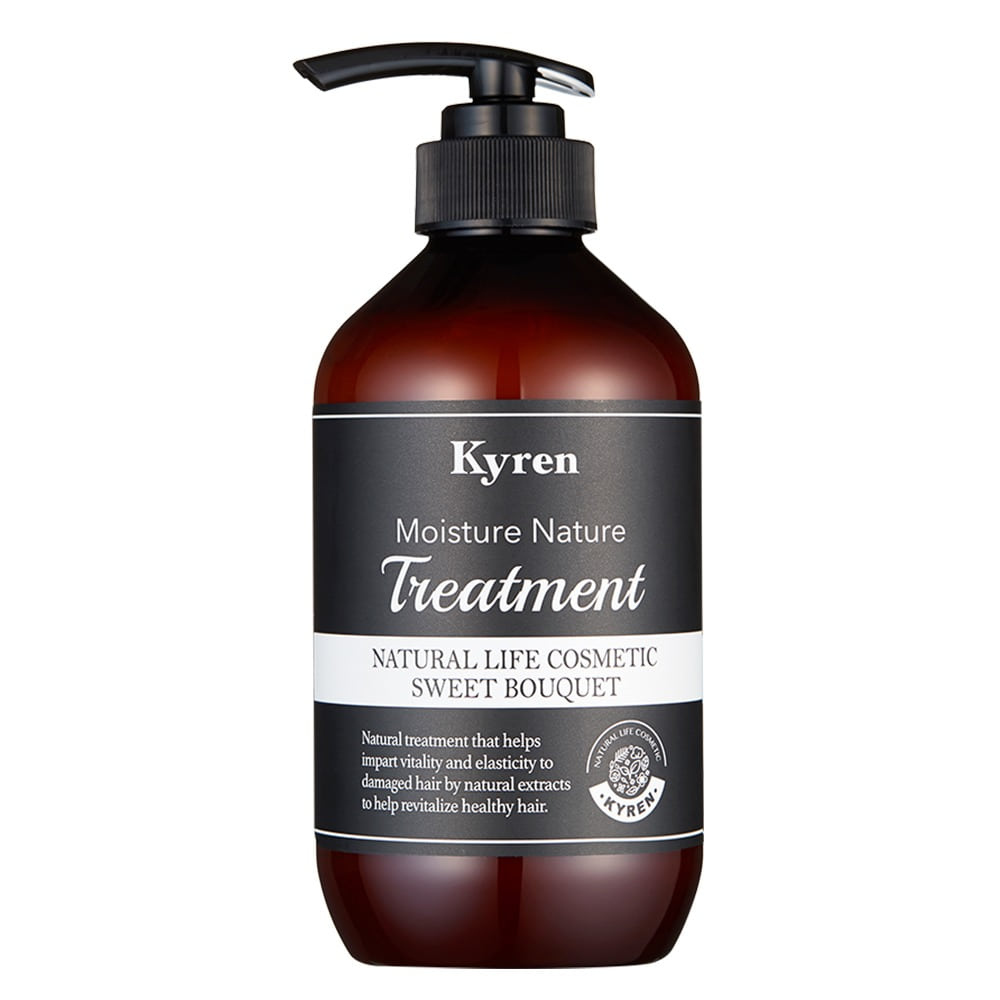 Kyren
Moisture Nature
Treatment
NATURAL LIFE COSMETIC
SWEET BOUQUET
Natural treatment that helps
impart vitality and elasticity to
damaged hair by natural extracts
to help revitalize healthy hair.
NATURAL LIFE COSMETIC
• KYREN •